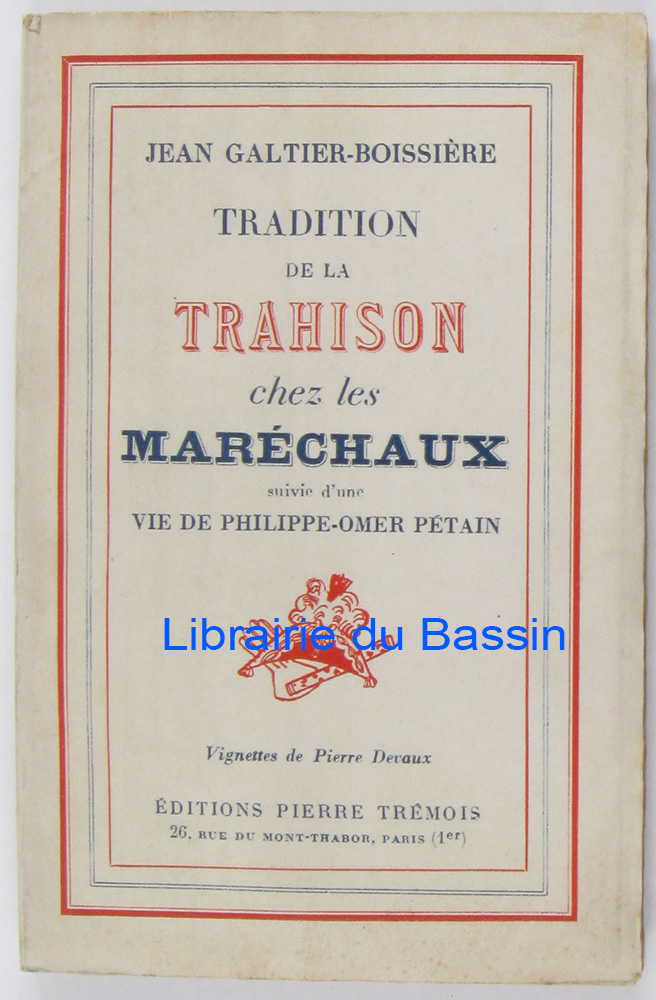 JEAN GALTIER-BOISSIÈRE
TRADITION
DE LA
TRAHISON
chez les
MARÉCHAUX
suivie d'une
VIE DE PHILIPPE-OMER PÉTAIN
Librairie du Bassin
Vignettes de Pierre Devaux
ÉDITIONS PIERRE TRÉMOIS
26, RUE DU MONT-THABOR, PARIS (1er)